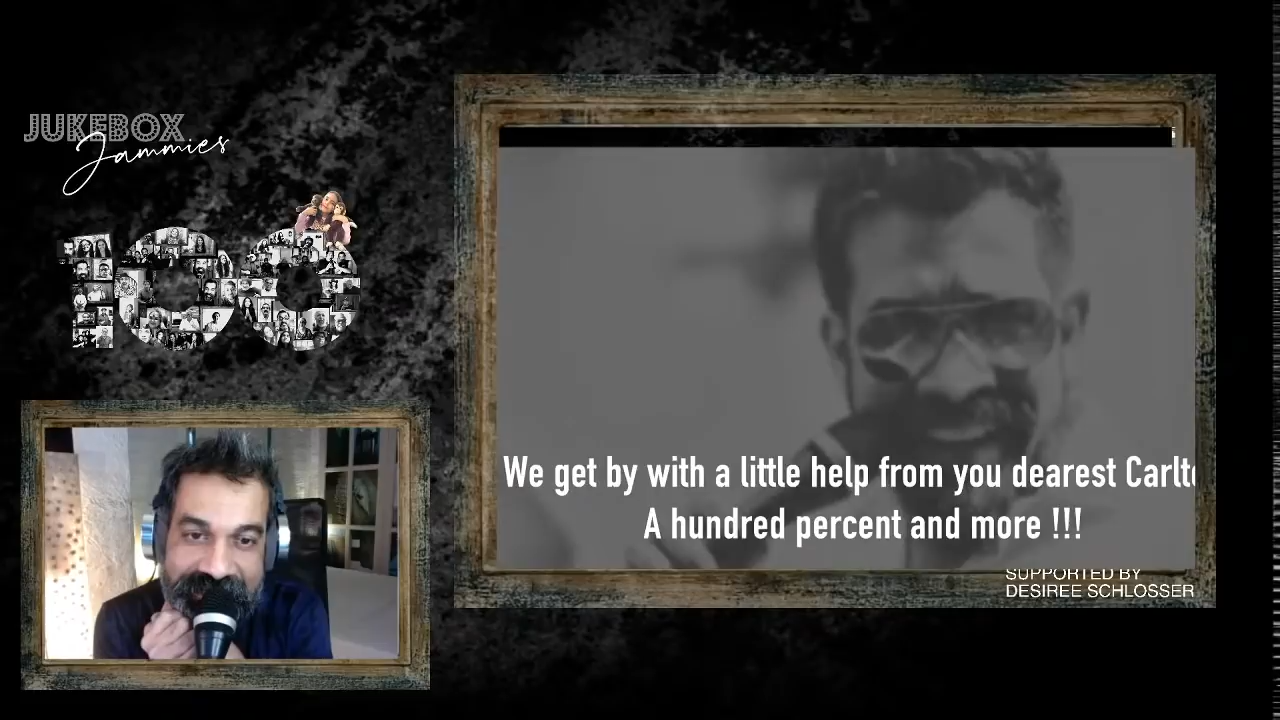 JUKEBOX
Jammies
100
We get by with a little help from you dearest
A hundred percent and more !!!
SUPPORTED BY
DESIREE SCHLOSSER